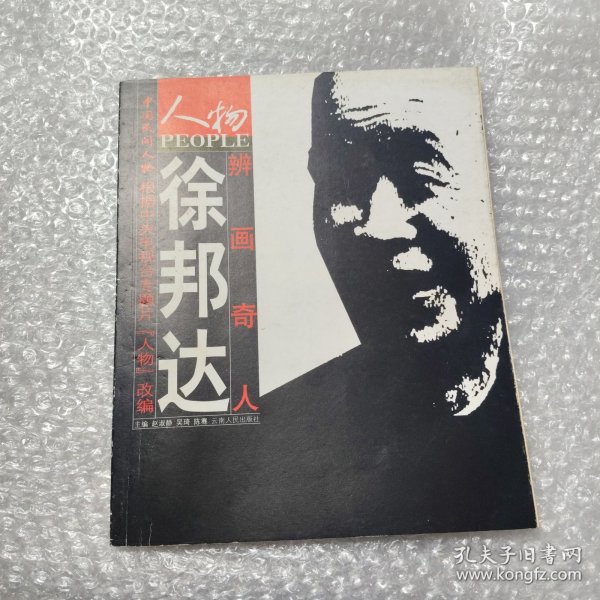 人物
PEOPLE
徐邦达
辨画奇人
根据中央电视台专题片「人物」改编
主编 赵淑静 吴琦 陈骞 云南人民出版社
孔夫子旧书网
www.kongfz.com